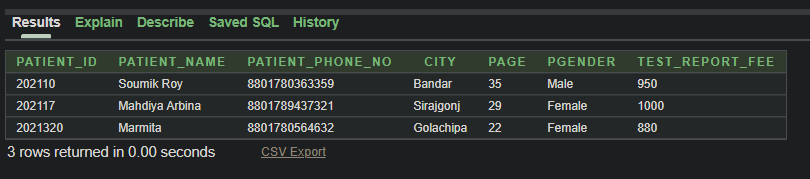 Results Explain Describe Saved SQL History
PATIENT_ID PATIENT_NAME PATIENT_PHONE_NO CITY PAGE PGENDER TEST_REPORT_FEE
202110 Soumik Roy 8801780363359 Bandar 35 Male 950
202117 Mahdiya Arbina 8801789437321 Sirajgonj 29 Female 1000
2021320 Marmita 8801780564632 Golachipa 22 Female 880
3 rows returned in 0.00 seconds CSV Export